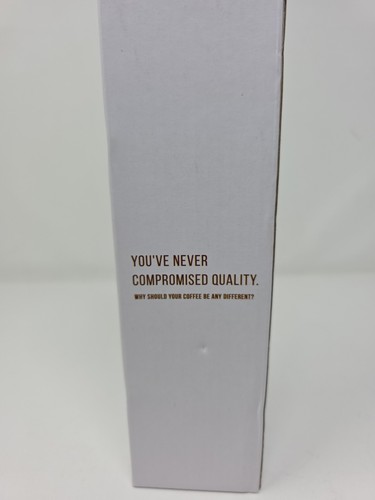 YOU'VE NEVER
COMPROMISED QUALITY.
WHY SHOULD YOUR COFFEE BE ANY DIFFERENT?